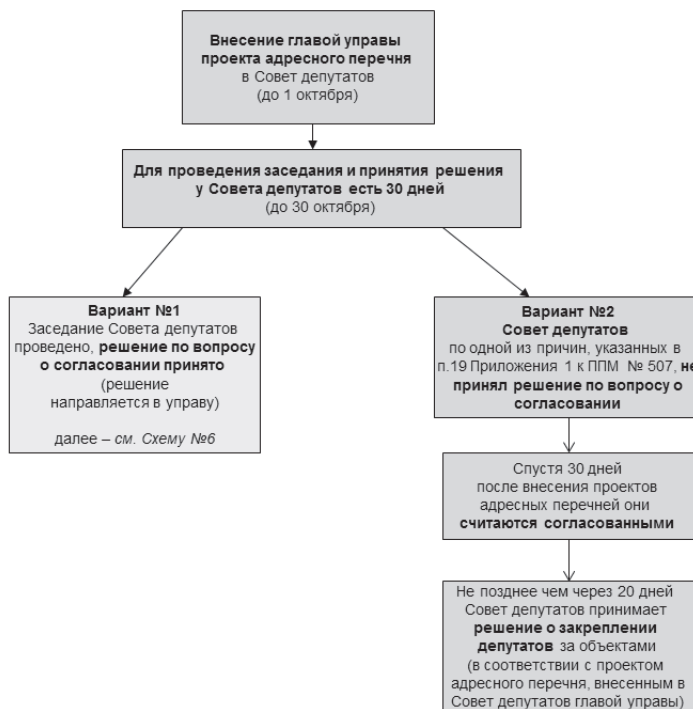 Внесение главой управы
проекта адресного перечня
в Совет депутатов
(до 1 октября)
Для проведения заседания и принятия решения
у Совета депутатов есть 30 дней
(до 30 октября)
Вариант №1
Заседание Совета депутатов
проведено, решение по вопросу
о согласовании принято
(решение
направляется в управу)
далее – см. Схему №6
Вариант №2
Совет депутатов
по одной из причин, указанных в
п.19 Приложения 1 к ППМ № 507, не
принял решение по вопросу о
согласовании
Спустя 30 дней
после внесения проектов
адресных перечней они
считаются согласованными
Не позднее чем через 20 дней
Совет депутатов принимает
решение о закреплении
депутатов за объектами
(в соответствии с проектом
адресного перечня, внесенным в
Совет депутатов главой управы)